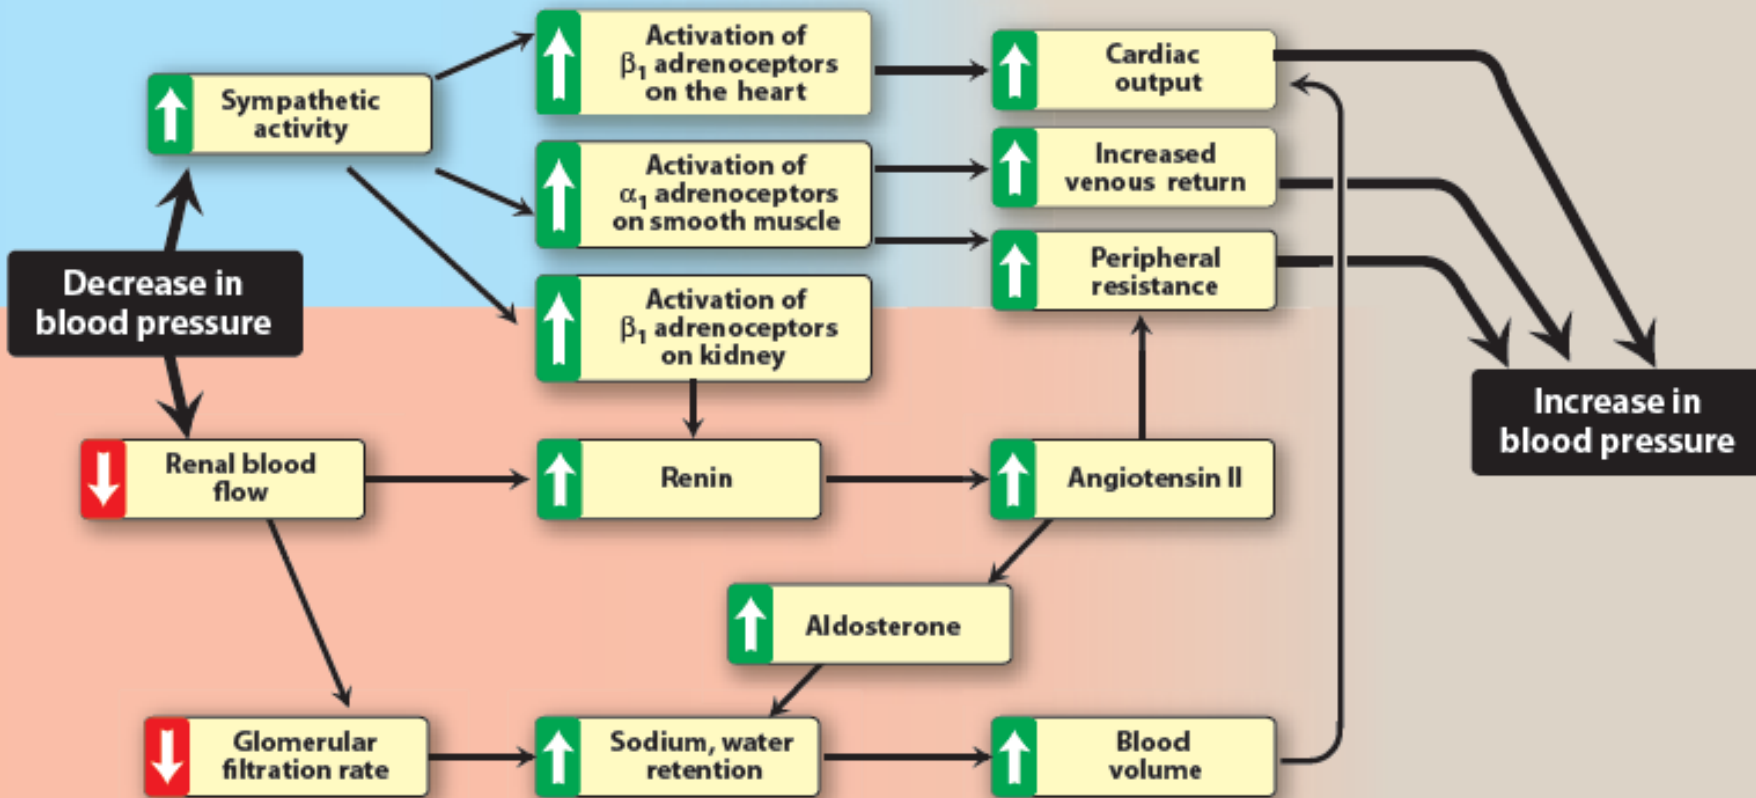 Activation of
β1 adrenoceptors
on the heart
Cardiac
output
Sympathetic
activity
Activation of
α1 adrenoceptors
on smooth muscle
Increased
venous return
Peripheral
resistance
Decrease in
blood pressure
Activation of
β1 adrenoceptors
on kidney
Increase in
blood pressure
Renal blood
flow
Renin
Angiotensin II
Aldosterone
Glomerular
filtration rate
Sodium, water
retention
Blood
volume